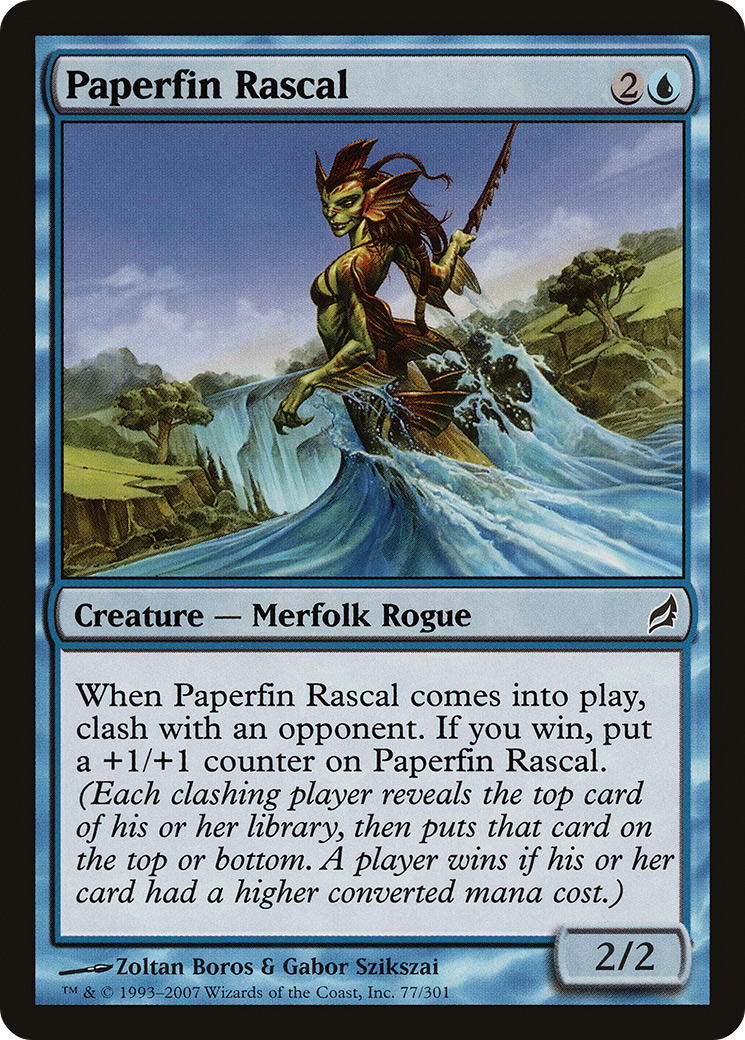 Paperfin Rascal 2
Creature — Merfolk Rogue
When Paperfin Rascal comes into play,
clash with an opponent. If you win, put
a +1/+1 counter on Paperfin Rascal.
(Each clashing player reveals the top card
of his or her library, then puts that card on
the top or bottom. A player wins if his or her
card had a higher converted mana cost.)
2/2
Zoltan Boros & Gabor Szikszai
™ & © 1993–2007 Wizards of the Coast, Inc. 77/301